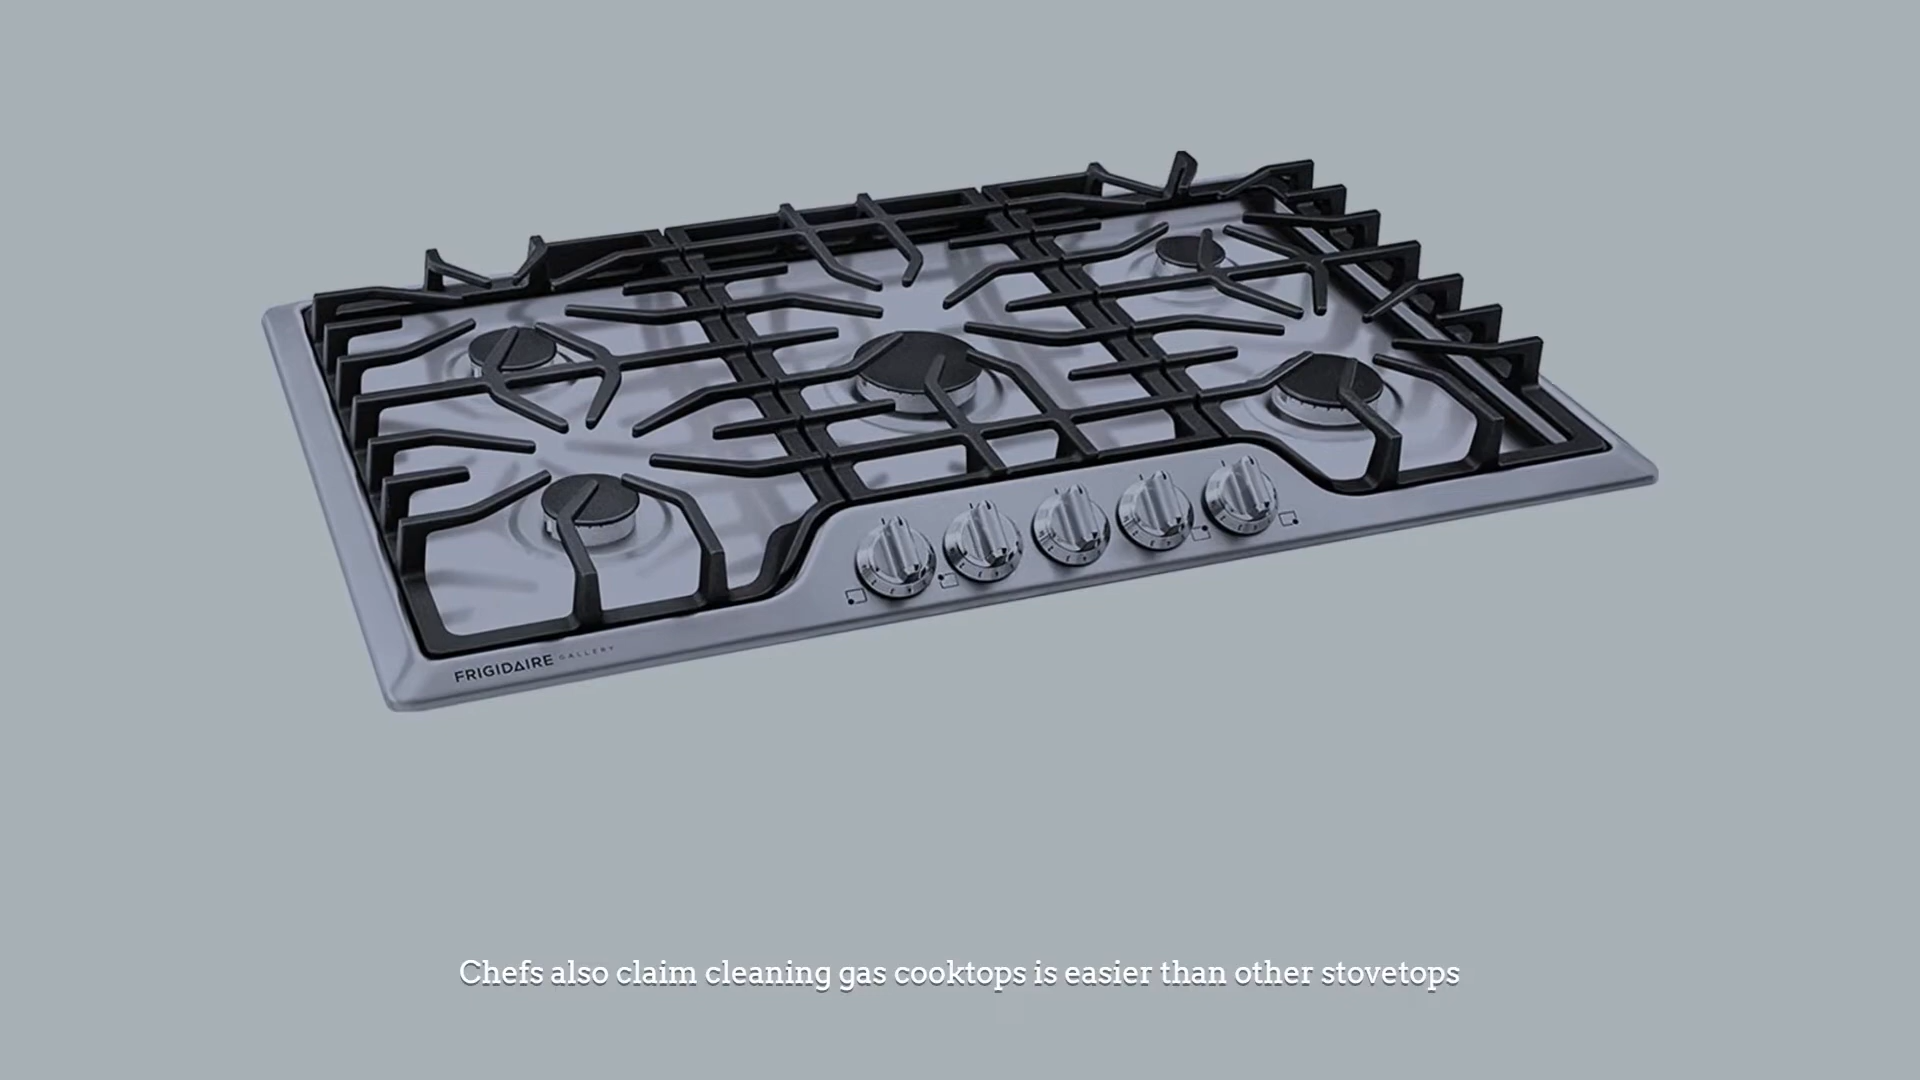 FRIGIDAIRE GALLERY
Chefs also claim cleaning gas cooktops is easier than other stovetops